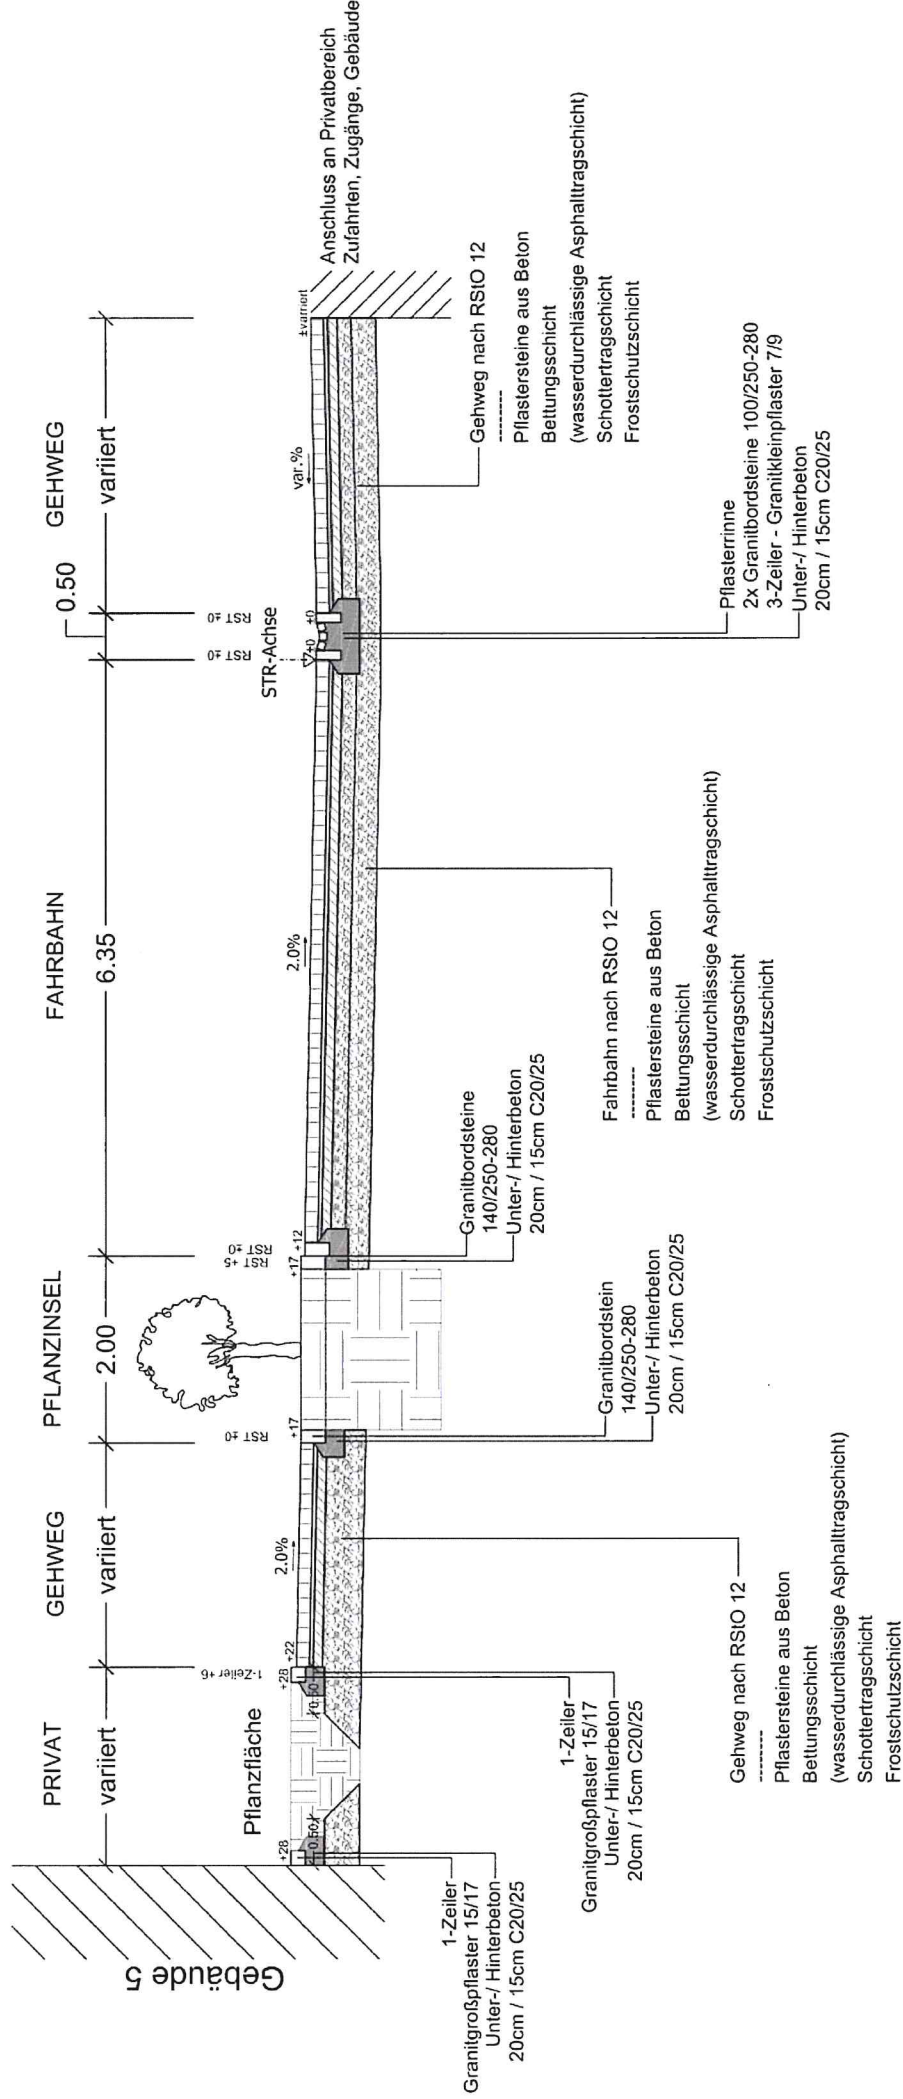 PRIVAT
GEHWEG
PFLANZINSEL
FAHRBAHN
GEHWEG
variiert
variiert
2.00
6.35
0.50
variiert
1-Zeiler +6
RST ±0
RST +5
RST ±0
RST ±0
RST ±0
STR-Achse
Gebäude 5
Pflanzfläche
+28
+28
+22
2.0%
+17
+17
+12
2.0%
+0
+0
var.%
±variiert
0.50
0.50
Anschluss an Privatbereich
Zufahrten, Zugänge, Gebäude
1-Zeiler
Granitgroßpflaster 15/17
Unter-/ Hinterbeton
20cm / 15cm C20/25
1-Zeiler
Granitgroßpflaster 15/17
Unter-/ Hinterbeton
20cm / 15cm C20/25
Gehweg nach RStO 12
--------
Pflastersteine aus Beton
Bettungsschicht
(wasserdurchlässige Asphalttragschicht)
Schottertragschicht
Frostschutzschicht
Granitbordstein
140/250-280
Unter-/ Hinterbeton
20cm / 15cm C20/25
Granitbordsteine
140/250-280
Unter-/ Hinterbeton
20cm / 15cm C20/25
Fahrbahn nach RStO 12
--------
Pflastersteine aus Beton
Bettungsschicht
(wasserdurchlässige Asphalttragschicht)
Schottertragschicht
Frostschutzschicht
Pflasterrinne
2x Granitbordsteine 100/250-280
3-Zeiler - Granitkleinpflaster 7/9
Unter-/ Hinterbeton
20cm / 15cm C20/25
Gehweg nach RStO 12
--------
Pflastersteine aus Beton
Bettungsschicht
(wasserdurchlässige Asphalttragschicht)
Schottertragschicht
Frostschutzschicht